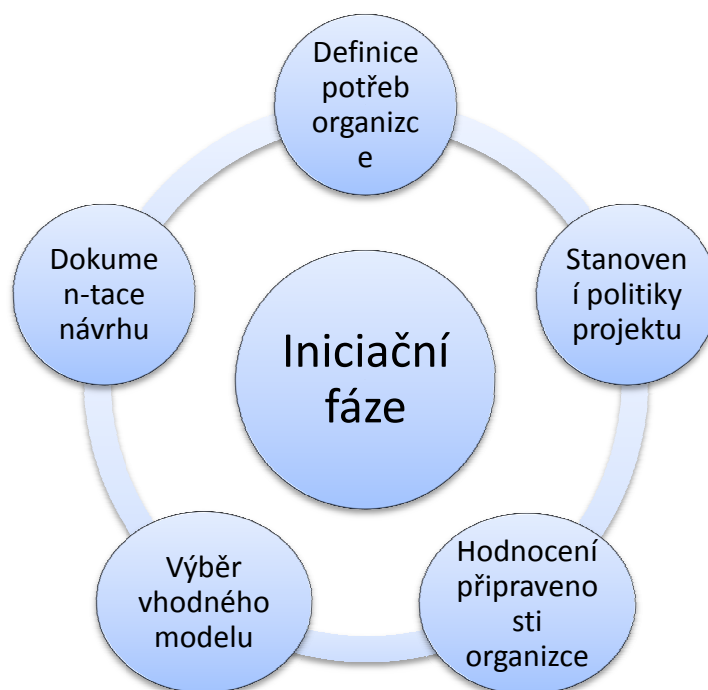 Definice
potřeb
organizc
e
Stanoven
í politiky
projektu
Hodnocení
připraveno
sti
organizce
Výběr
vhodného
modelu
Dokume
n-tace
návrhu
Iniciační
fáze